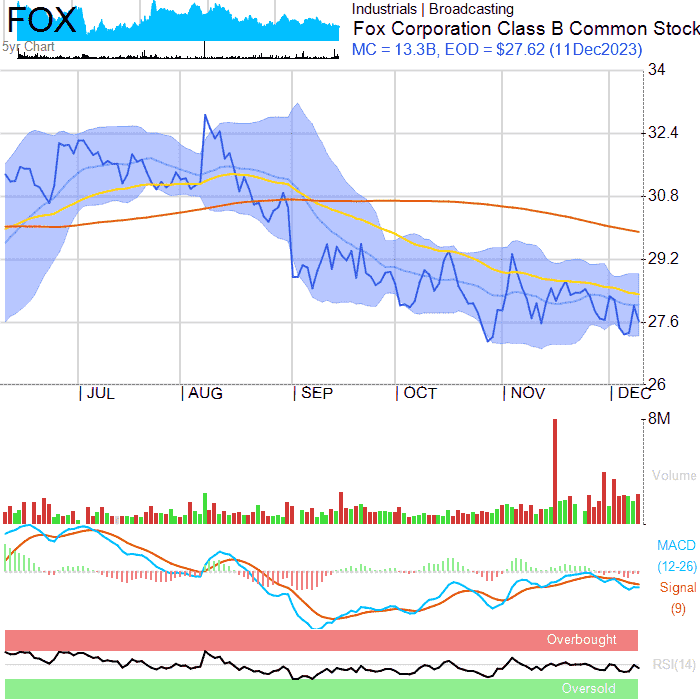 FOX
5yr Chart
Industrials | Broadcasting
Fox Corporation Class B Common Stock
MC = 13.3B, EOD = $27.62 (11Dec2023)
34
32.4
30.8
29.2
27.6
26
JUL
AUG
SEP
OCT
NOV
DEC
8M
Volume
MACD
(12-26)
Signal
(9)
Overbought
RSI(14)
Oversold